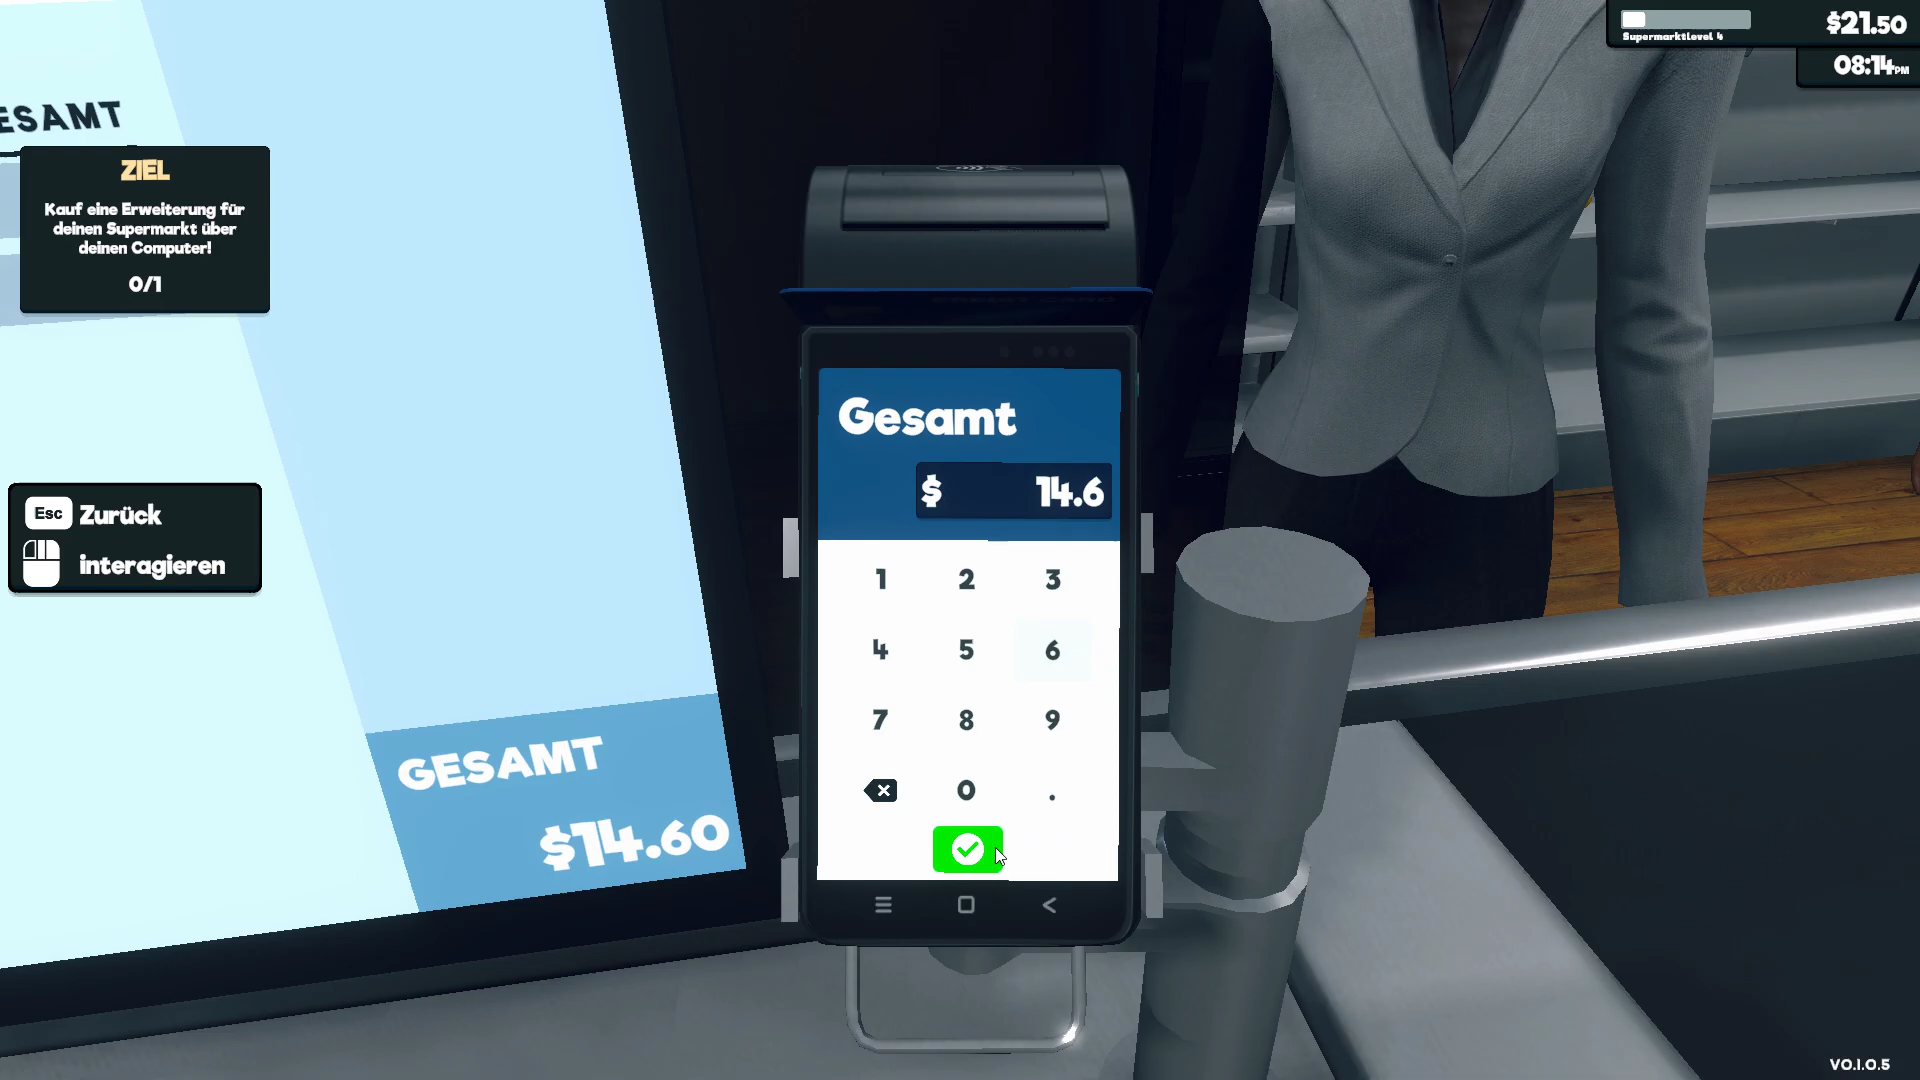 $21.50
Supermarktlevel 4
08:14PM
ESAMT
ZIEL
Kauf eine Erweiterung für
deinen Supermarkt über
deinen Computer!
0/1
Esc Zurück
interagieren
GESAMT
$14.60
Gesamt
$ 14.6
1 2 3
4 5 6
7 8 9
0 .
V0.1.0.5